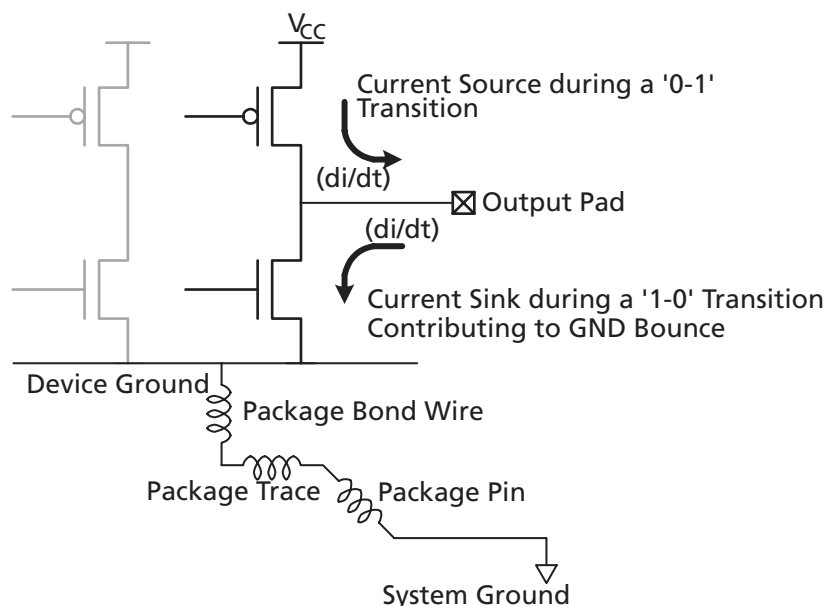 VCC
Current Source during a '0-1'
Transition
(di/dt)
Output Pad
(di/dt)
Current Sink during a '1-0' Transition
Contributing to GND Bounce
Device Ground
Package Bond Wire
Package Trace
Package Pin
System Ground